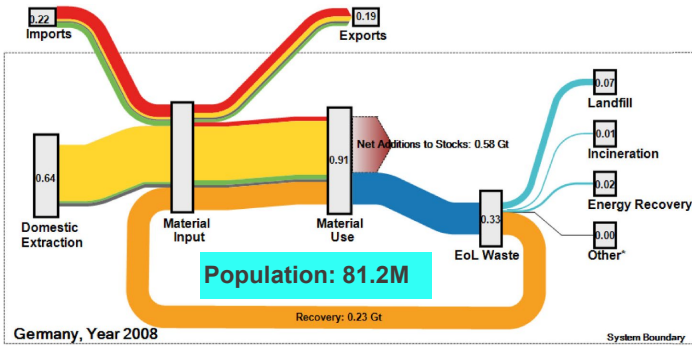 0.22
Imports
0.19
Exports
0.07
Landfill
0.01
Incineration
0.02
Energy Recovery
0.00
Other*
0.64
Domestic
Extraction
Material
Input
0.91
Material
Use
Net Additions to Stocks: 0.58 Gt
0.33
EoL Waste
Population: 81.2M
Recovery: 0.23 Gt
Germany, Year 2008
System Boundary